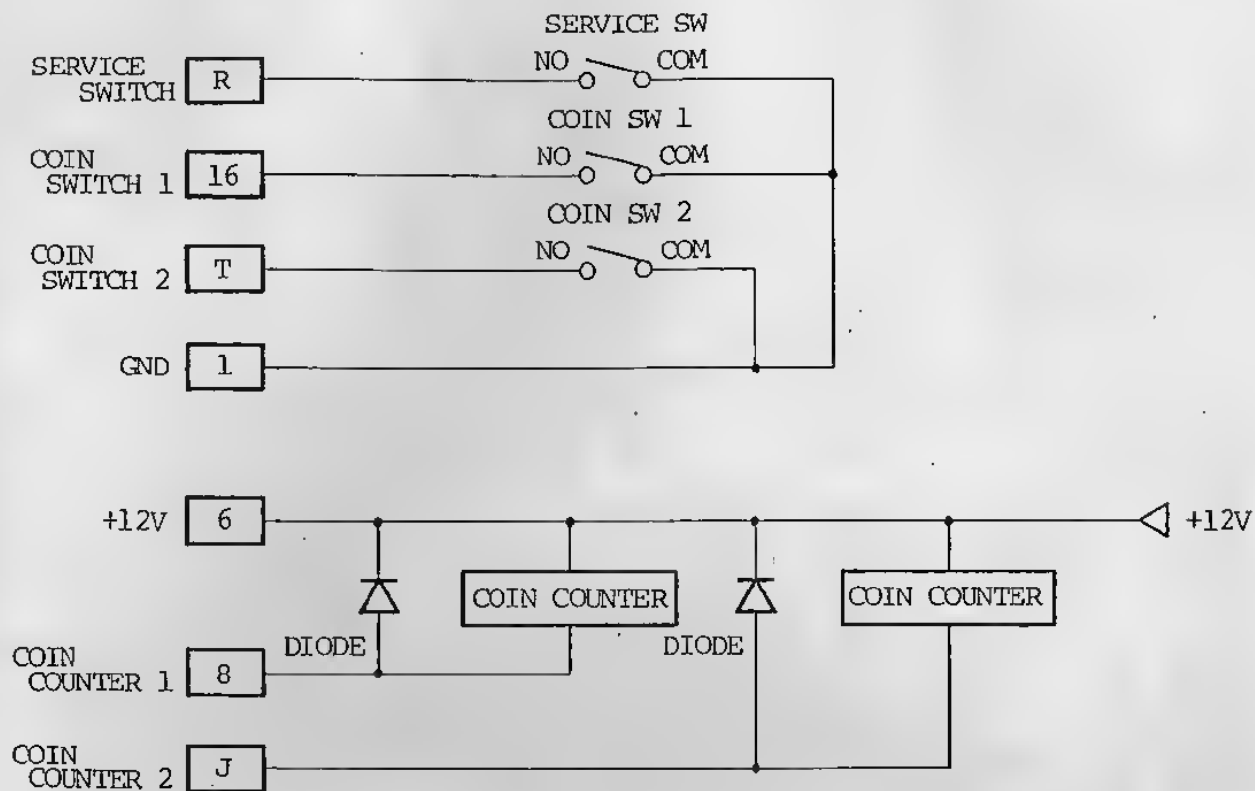 SERVICE SW
SERVICE
SWITCH
R
NO
COM
COIN SW 1
COIN
SWITCH 1
16
NO
COM
COIN SW 2
COIN
SWITCH 2
T
NO
COM
GND
1
+12V
6
+12V
COIN COUNTER
COIN COUNTER
DIODE
DIODE
COIN
COUNTER 1
8
COIN
COUNTER 2
J